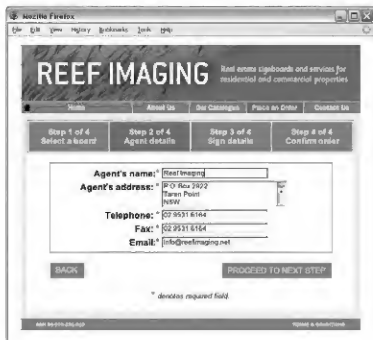 Mozilla Firefox
File Edit View History Bookmarks Tools Help
REEF IMAGING
Real estate signboards and services for
residential and commercial properties
Home About Us Our Catalogue Place an Order Contact Us
Step 1 of 4 Step 2 of 4 Step 3 of 4 Step 4 of 4
Select a board Agent details Sign details Confirm order
Agent's name: * Reef Imaging
Agent's address: * P.O. Box 2922
Taren Point
NSW
Telephone: * 02 9531 6164
Fax: * 02 9531 6164
Email: * info@reefimaging.net
BACK PROCEED TO NEXT STEP
* denotes required field.